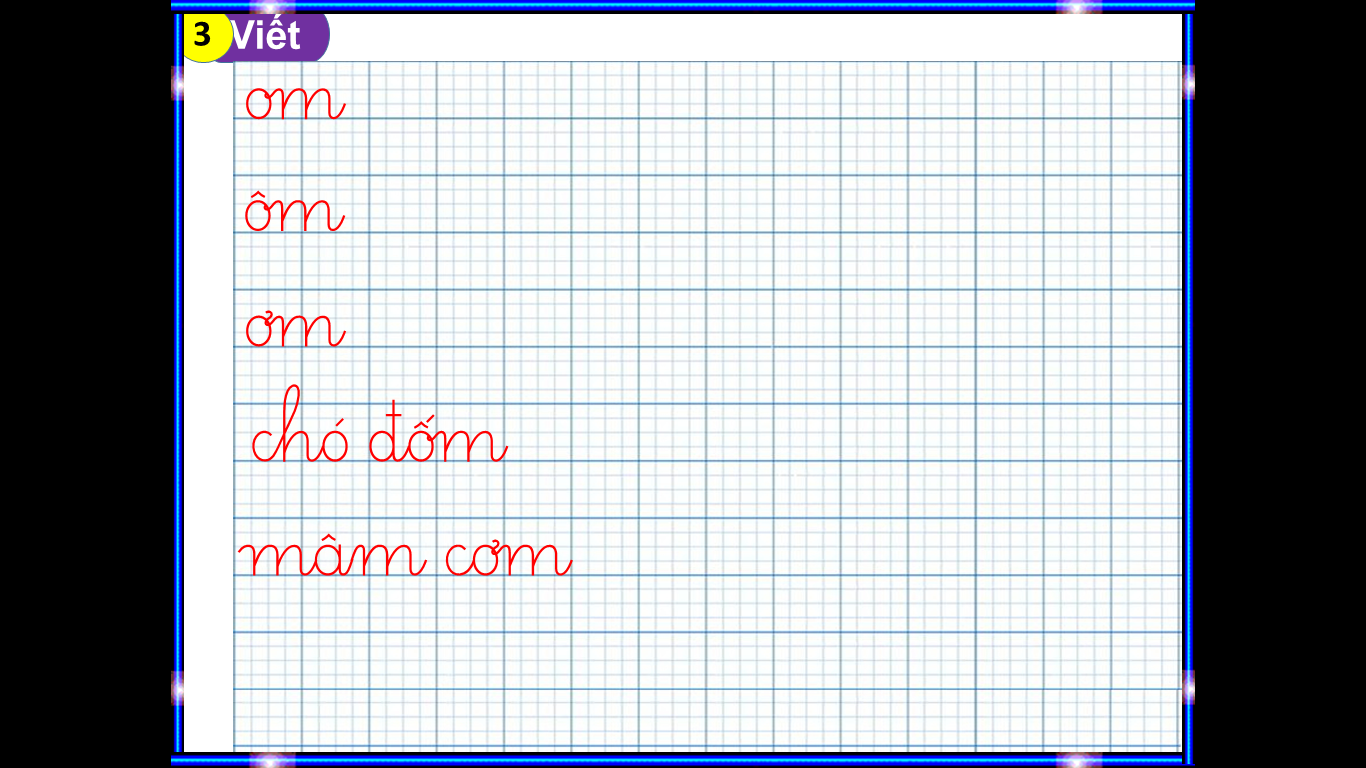 3 Viết
om
ôm
ơm
chó đốm
mâm cơm